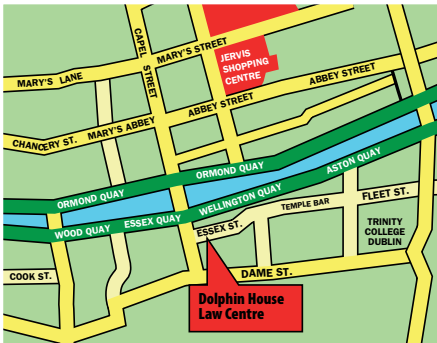 CAPEL
STREET
MARY'S STREET
MARY'S LANE
JERVIS
SHOPPING
CENTRE
ABBEY STREET
ABBEY STREET
MARY'S ABBEY
CHANCERY ST.
ORMOND QUAY
ORMOND QUAY
ASTON QUAY
WELLINGTON QUAY
ESSEX QUAY
WOOD QUAY
FLEET ST.
TEMPLE BAR
ESSEX ST.
TRINITY
COLLEGE
DUBLIN
COOK ST.
DAME ST.
Dolphin House
Law Centre